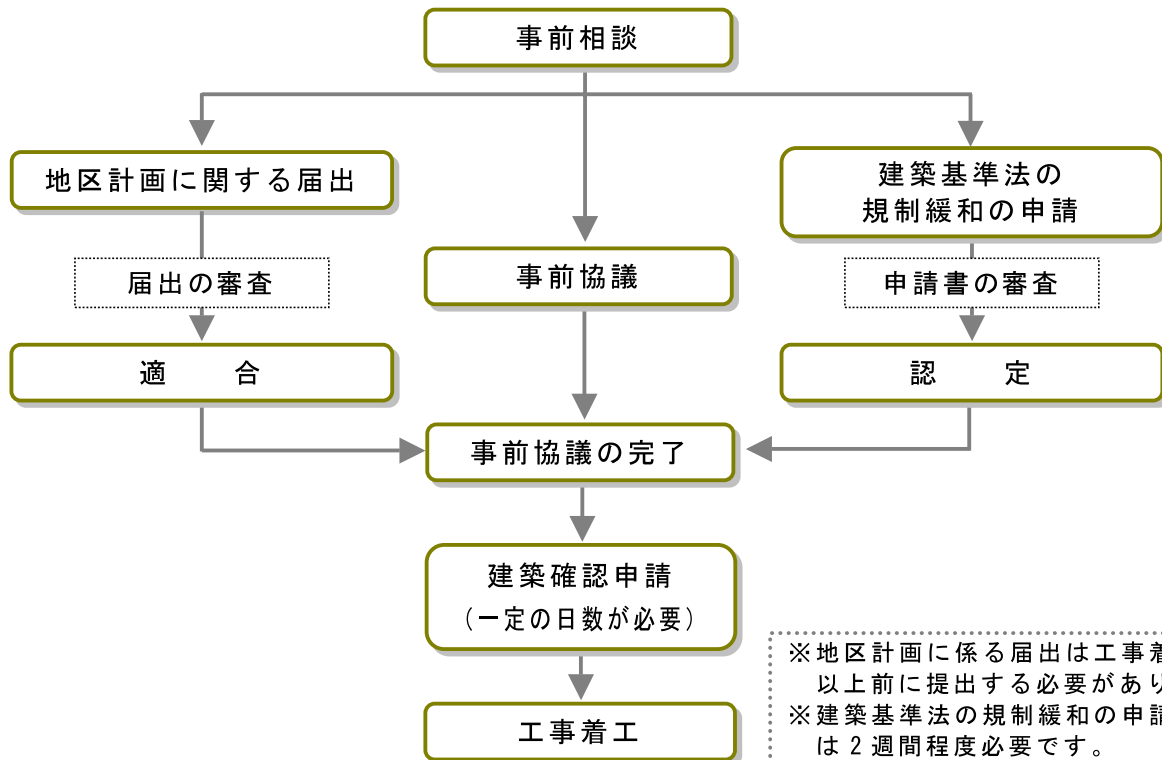 事前相談
地区計画に関する届出
建築基準法の
規制緩和の申請
届出の審査
事前協議
申請書の審査
適　　合
認　　定
事前協議の完了
建築確認申請
（一定の日数が必要）
工事着工
※地区計画に係る届出は工事着
以上前に提出する必要があり
※建築基準法の規制緩和の申請
は２週間程度必要です。